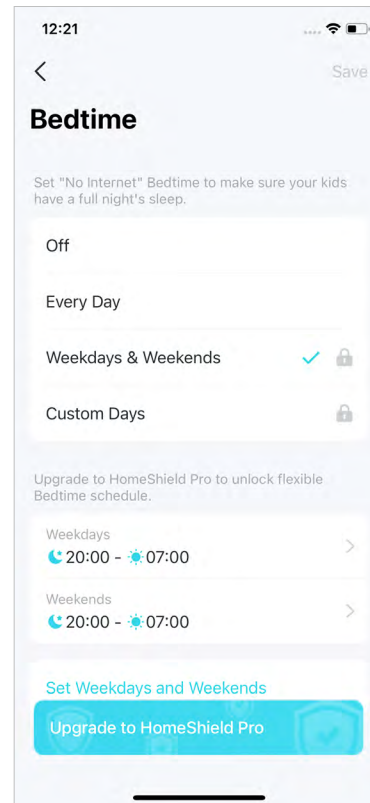 12:21
Save
Bedtime
Set "No Internet" Bedtime to make sure your kids
have a full night's sleep.
Off
Every Day
Weekdays & Weekends
Custom Days
Upgrade to HomeShield Pro to unlock flexible
Bedtime schedule.
Weekdays
20:00 - 07:00
Weekends
20:00 - 07:00
Set Weekdays and Weekends
Upgrade to HomeShield Pro